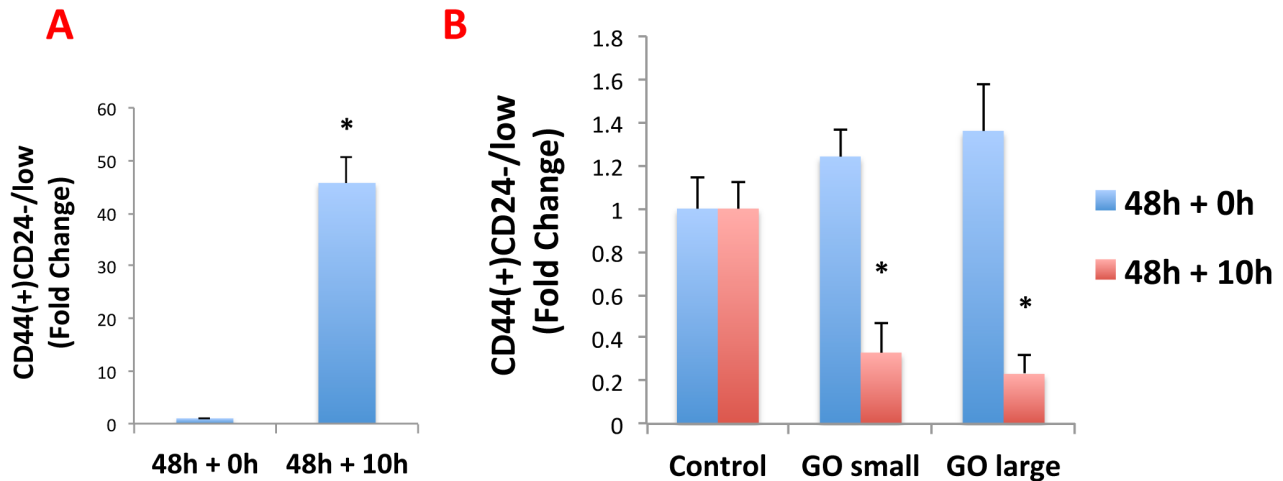 A
CD44(+)CD24-/low
(Fold Change)
60
50
40
30
20
10
0
*
48h + 0h
48h + 10h
B
CD44(+)CD24-/low
(Fold Change)
1.8
1.6
1.4
1.2
1
0.8
0.6
0.4
0.2
0
*
*
Control
GO small
GO large
48h + 0h
48h + 10h